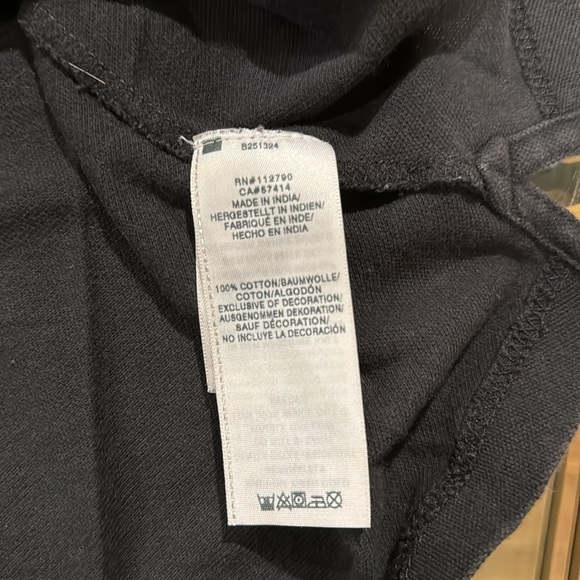 B251324
RN#112790
CA#67414
MADE IN INDIA/
HERGESTELLT IN INDIEN/
FABRIQUÉ EN INDE/
HECHO EN INDIA
100% COTTON/BAUMWOLLE/
COTON/ALGODÓN
EXCLUSIVE OF DECORATION/
AUSGENOMMEN DEKORATION/
SAUF DÉCORATION/
NO INCLUYE LA DECORACIÓN